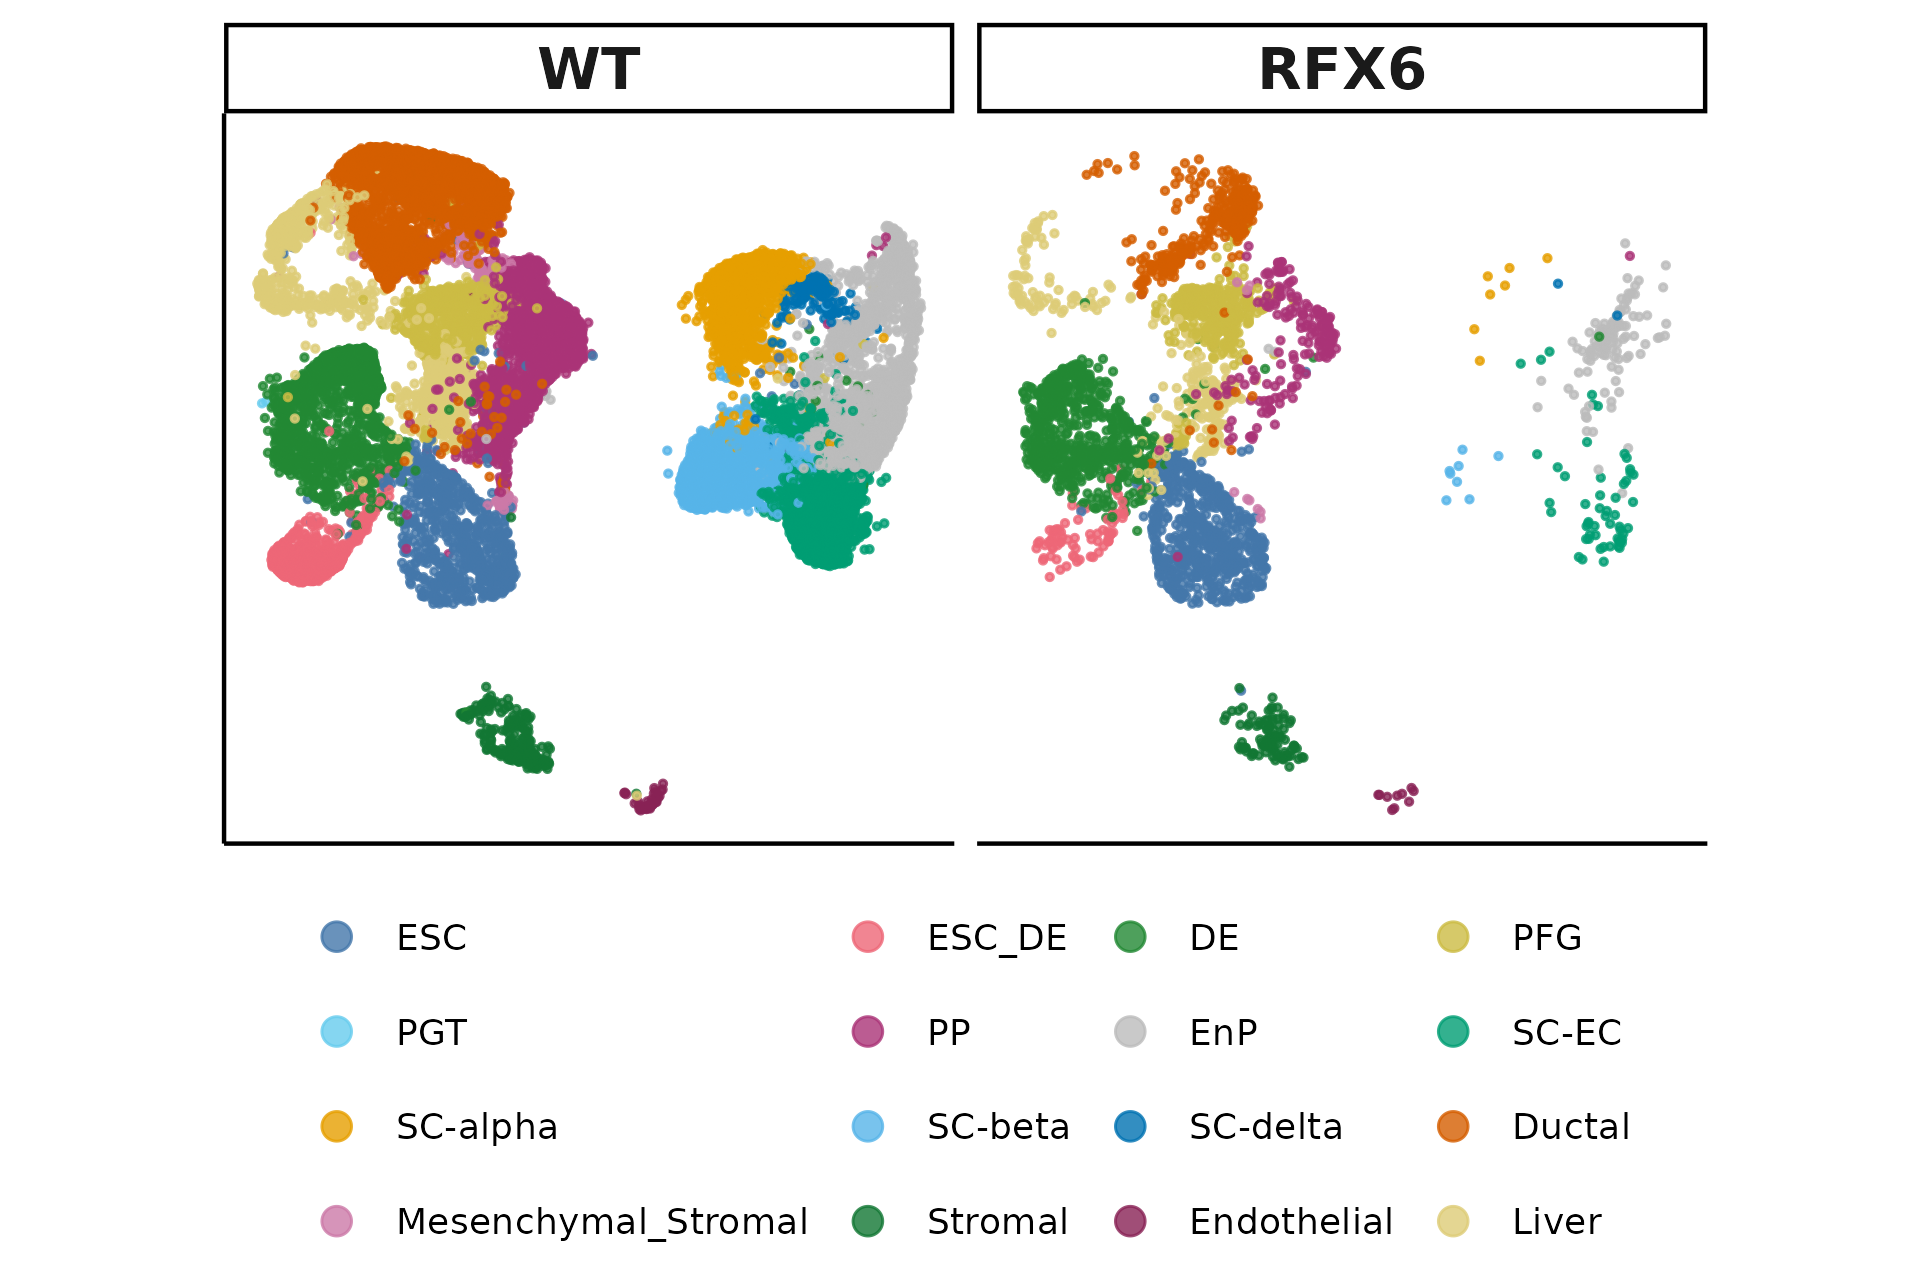 WT
RFX6
ESC
ESC_DE
DE
PFG
PGT
PP
EnP
SC-EC
SC-alpha
SC-beta
SC-delta
Ductal
Mesenchymal_Stromal
Stromal
Endothelial
Liver